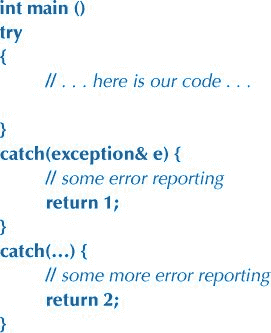 int main ()
try
{
// . . . here is our code . . .
}
catch(exception& e) {
// some error reporting
return 1;
}
catch(…) {
// some more error reporting
return 2;
}